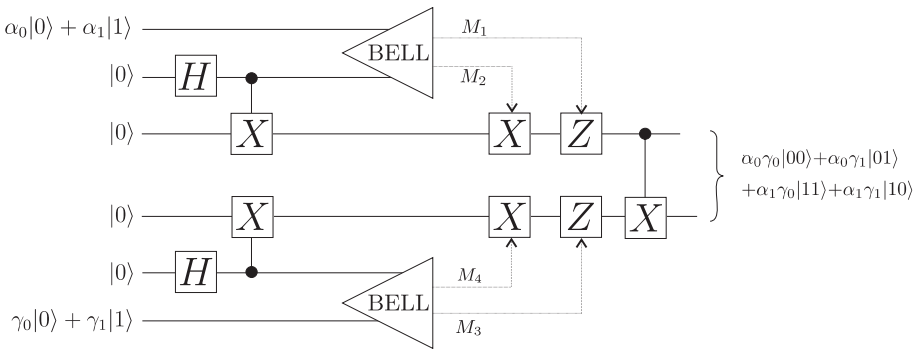 α₀|0⟩ + α₁|1⟩
BELL
M₁
|0⟩
H
M₂
|0⟩
X
X
Z
α₀γ₀|00⟩+α₀γ₁|01⟩
+α₁γ₀|11⟩+α₁γ₁|10⟩
|0⟩
X
X
Z
X
|0⟩
H
M₄
BELL
γ₀|0⟩ + γ₁|1⟩
M₃